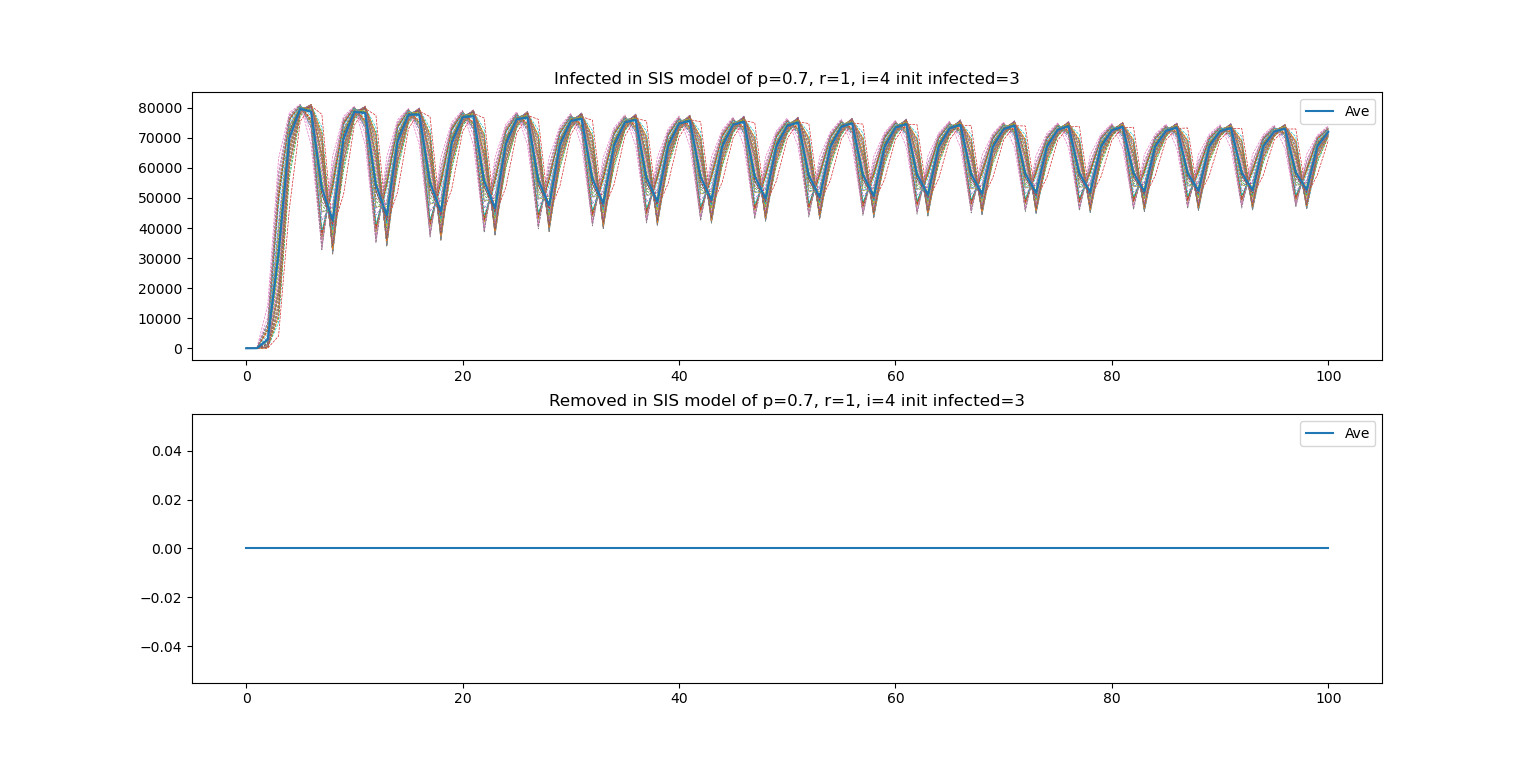 Infected in SIS model of p=0.7, r=1, i=4 init infected=3
80000
70000
60000
50000
40000
30000
20000
10000
0
Ave
0 20 40 60 80 100
Removed in SIS model of p=0.7, r=1, i=4 init infected=3
0.04
0.02
0.00
−0.02
−0.04
Ave
0 20 40 60 80 100